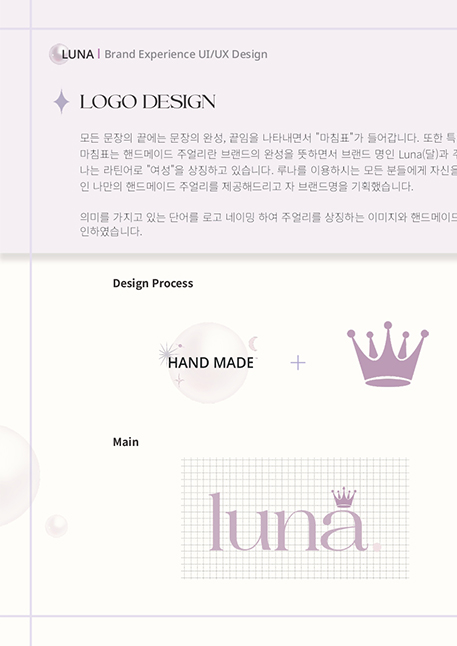 LUNA | Brand Experience UI/UX Design
LOGO DESIGN
모든 문장의 끝에는 문장의 완성, 끝임을 나타내면서 "마침표"가 들어갑니다. 또한 특
마침표는 핸드메이드 주얼리란 브랜드의 완성을 뜻하면서 브랜드 명인 Luna(달)과 주
나는 라틴어로 "여성"을 상징하고 있습니다. 루나를 이용하시는 모든 분들에게 자신을
인 나만의 핸드메이드 주얼리를 제공해드리고 자 브랜드명을 기획했습니다.
의미를 가지고 있는 단어를 로고 네이밍 하여 주얼리를 상징하는 이미지와 핸드메이드
인하였습니다.
Design Process
HAND MADE
Main
luna.